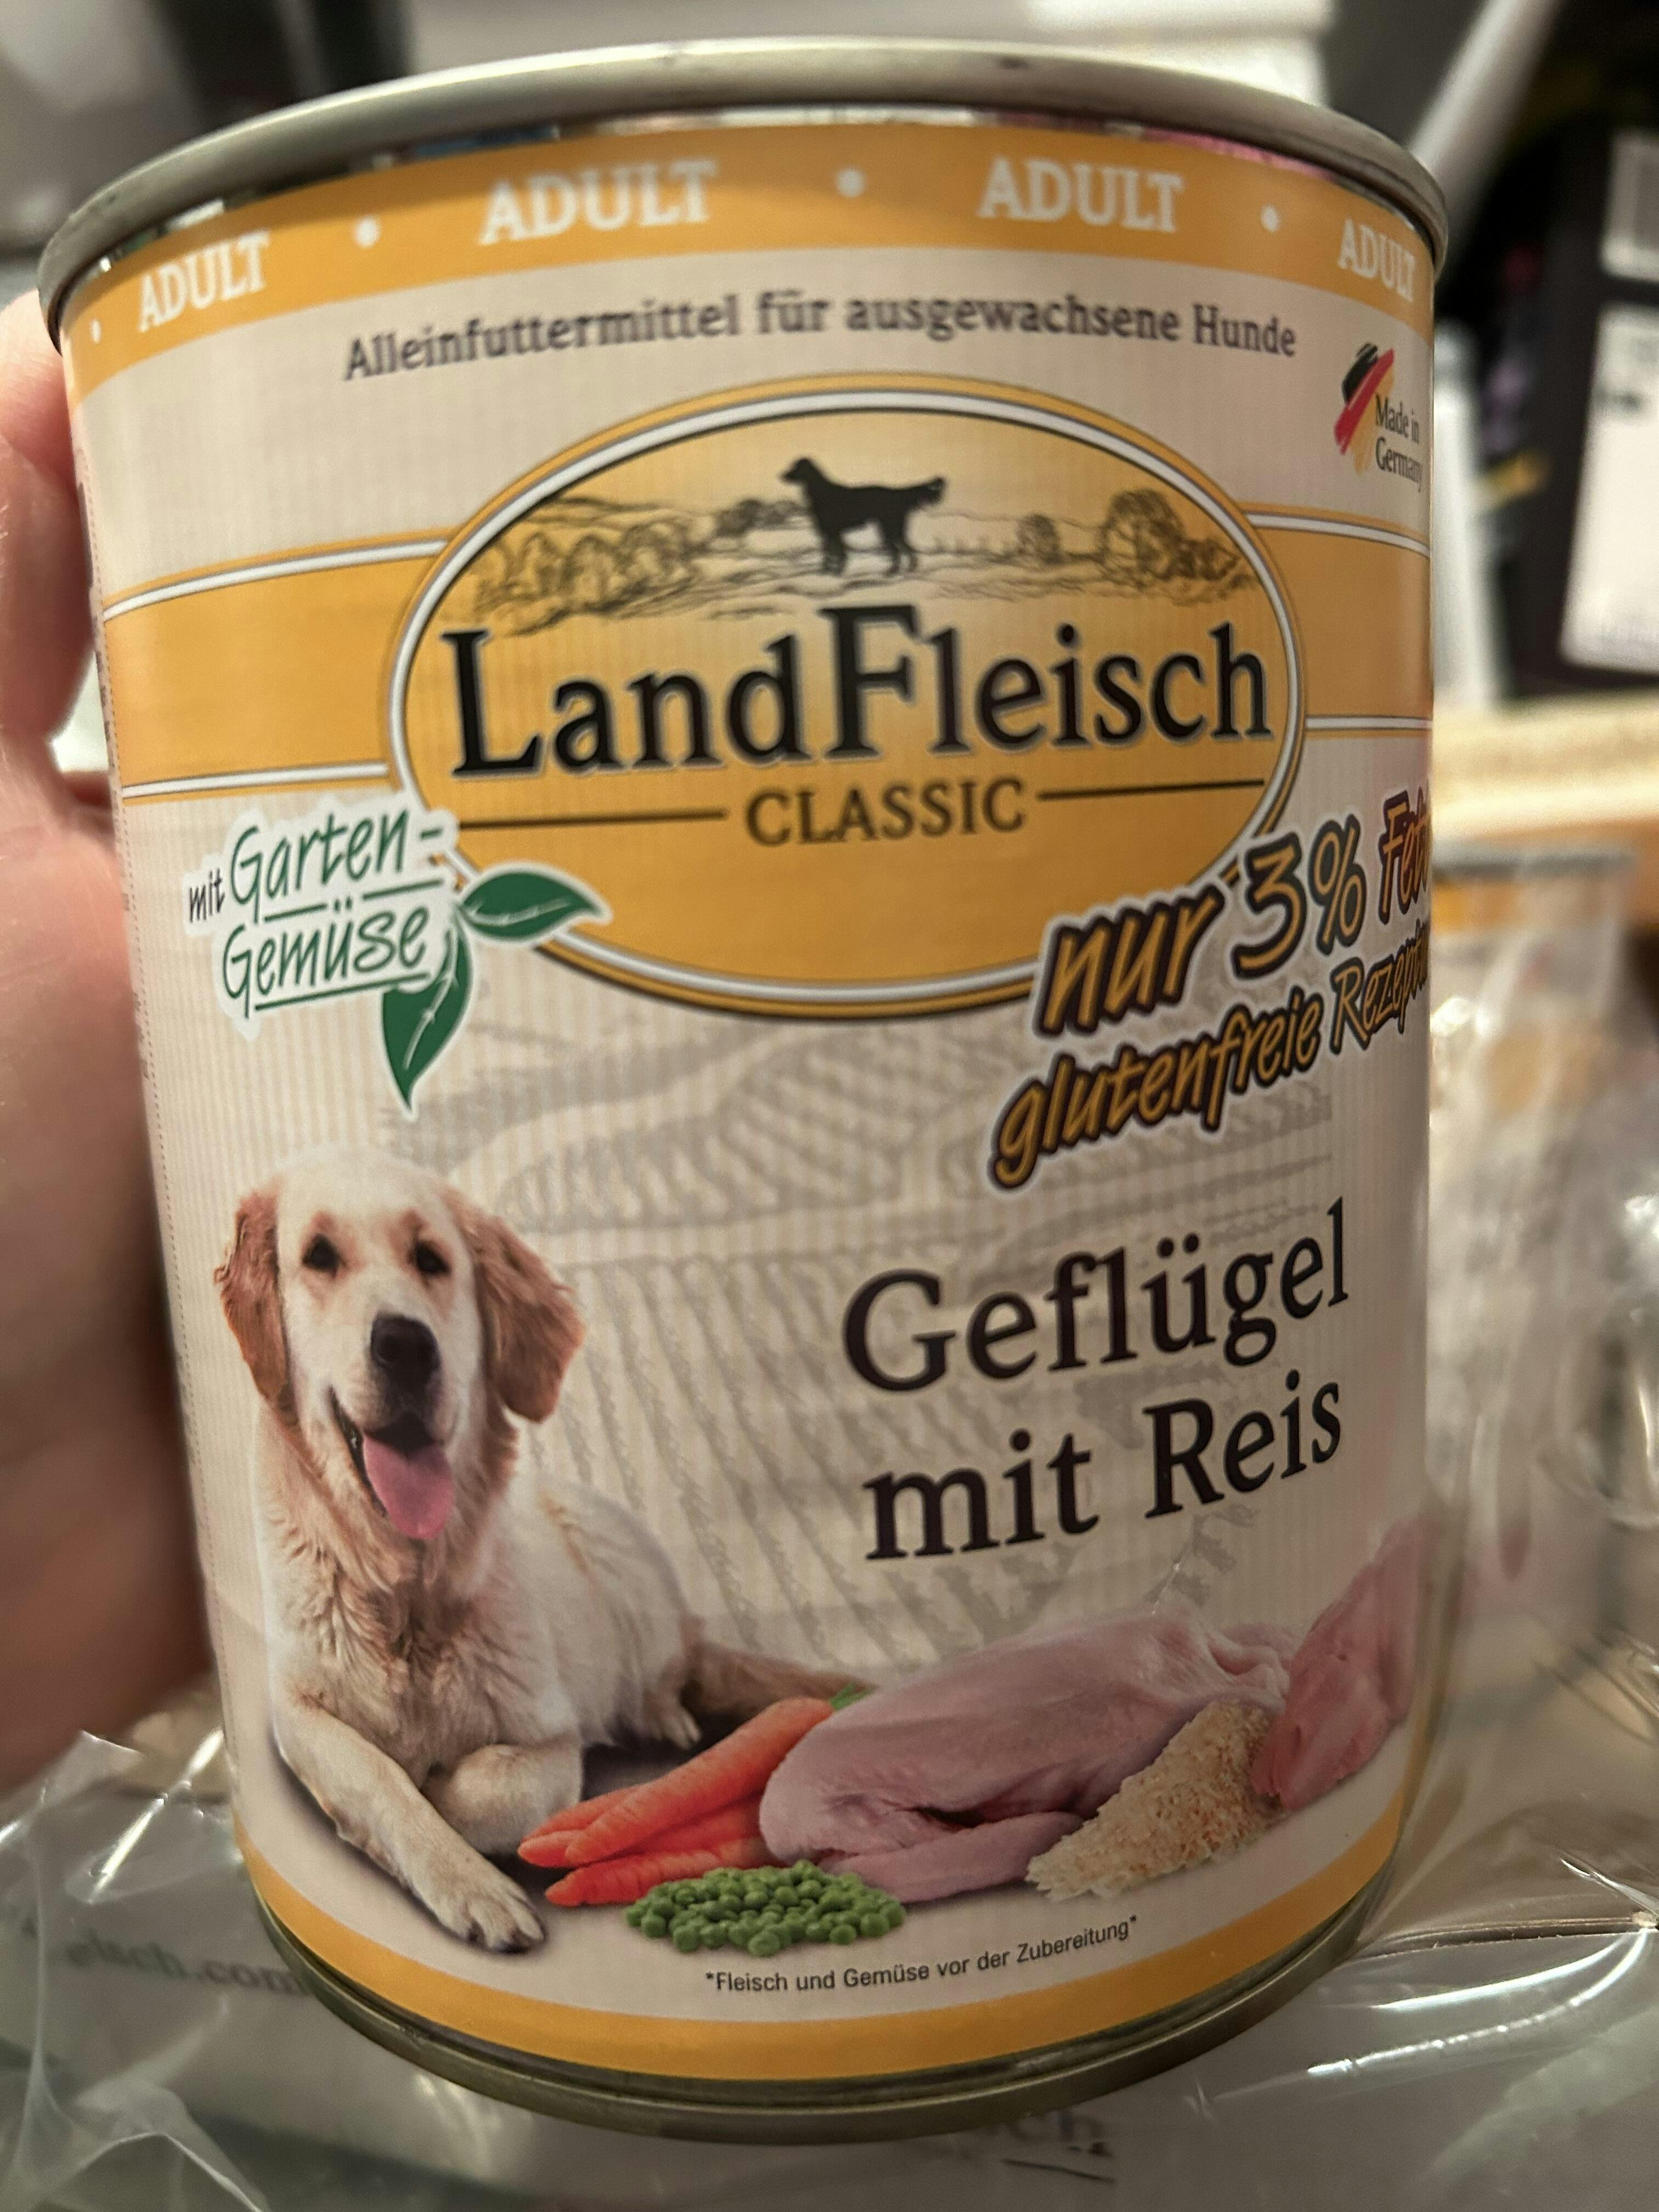 ADULT • ADULT • ADULT • ADULT
Alleinfuttermittel für ausgewachsene Hunde
Made in
Germany
LandFleisch
CLASSIC
mit Garten-
Gemüse
nur 3% Fett
glutenfreie
Geflügel
mit Reis
*Fleisch und Gemüse vor der Zubereitung*